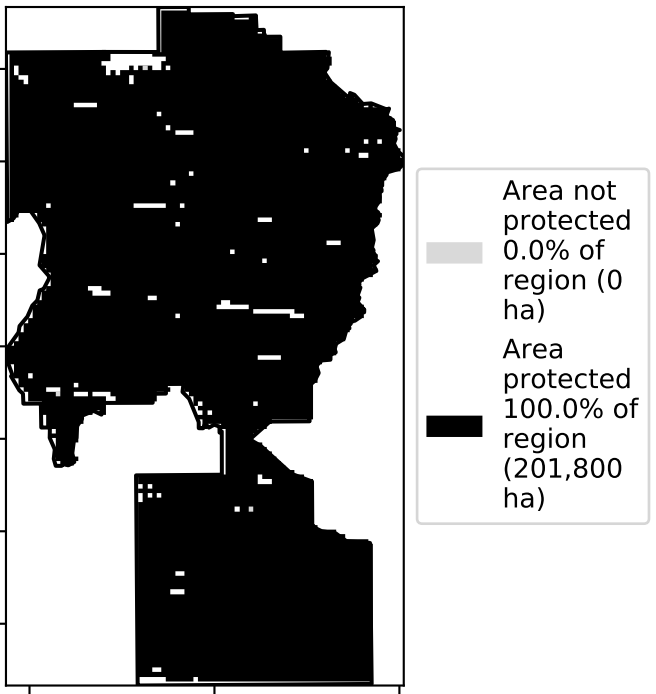 Area not
protected
0.0% of
region (0
ha)
Area
protected
100.0% of
region
(201,800
ha)